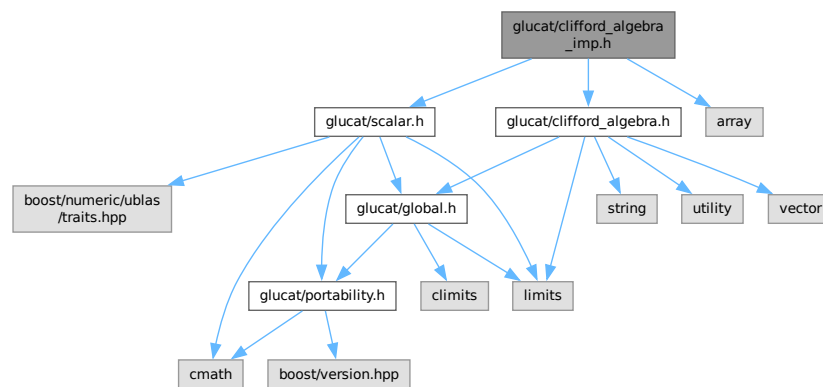 glucat/clifford_algebra
_imp.h
glucat/scalar.h
glucat/clifford_algebra.h
array
boost/numeric/ublas
/traits.hpp
glucat/global.h
string
utility
vector
glucat/portability.h
climits
limits
cmath
boost/version.hpp